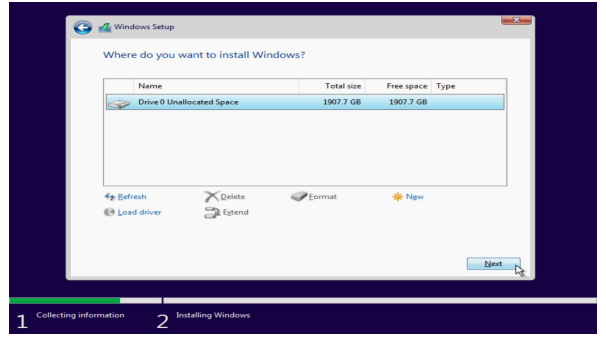 Windows Setup
Where do you want to install Windows?
Name Total size Free space Type
Drive 0 Unallocated Space 1907.7 GB 1907.7 GB
Refresh Delete Format New
Load driver Extend
Next
1 Collecting information 2 Installing Windows